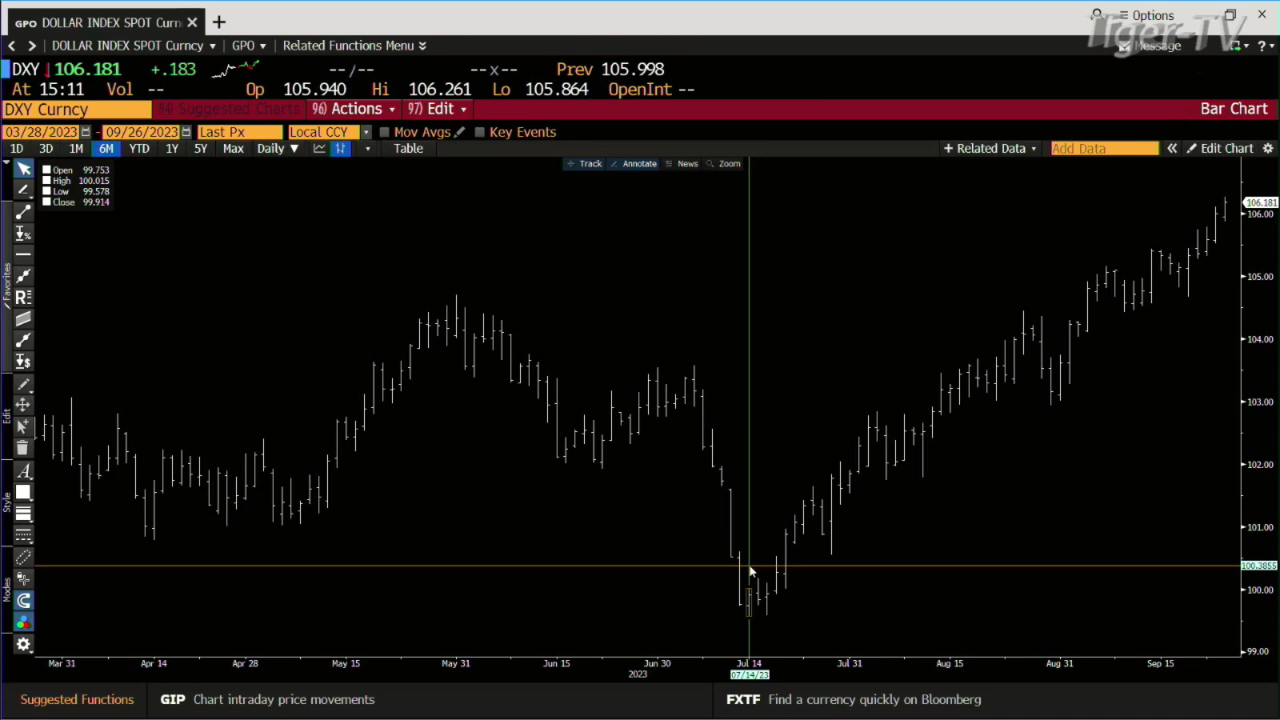 GPO DOLLAR INDEX SPOT Curn × +
Options
Tiger-TV
DOLLAR INDEX SPOT Curncy GPO Related Functions Menu
Message
DXY 106.181 +.183 --/-- --x-- Prev 105.998
At 15:11 Vol -- Op 105.940 Hi 106.261 Lo 105.864 OpenInt --
DXY Curncy 94) Suggested Charts 96) Actions 97) Edit Bar Chart
03/28/2023 - 09/26/2023 Last Px Local CCY Mov Avgs Key Events
1D 3D 1M 6M YTD 1Y 5Y Max Daily ▼ Table + Related Data Add Data « Edit Chart
Track Annotate News Zoom
Open 99.753
High 100.015
Low 99.578
Close 99.914
Favorites
Edit
Style
Modes
106.181
106.00
105.00
104.00
103.00
102.00
101.00
100.3855
100.00
99.00
Mar 31 Apr 14 Apr 28 May 15 May 31 Jun 15 Jun 30 Jul 14 Jul 31 Aug 15 Aug 31 Sep 15
2023 07/14/23
Suggested Functions GIP Chart intraday price movements FXTF Find a currency quickly on Bloomberg